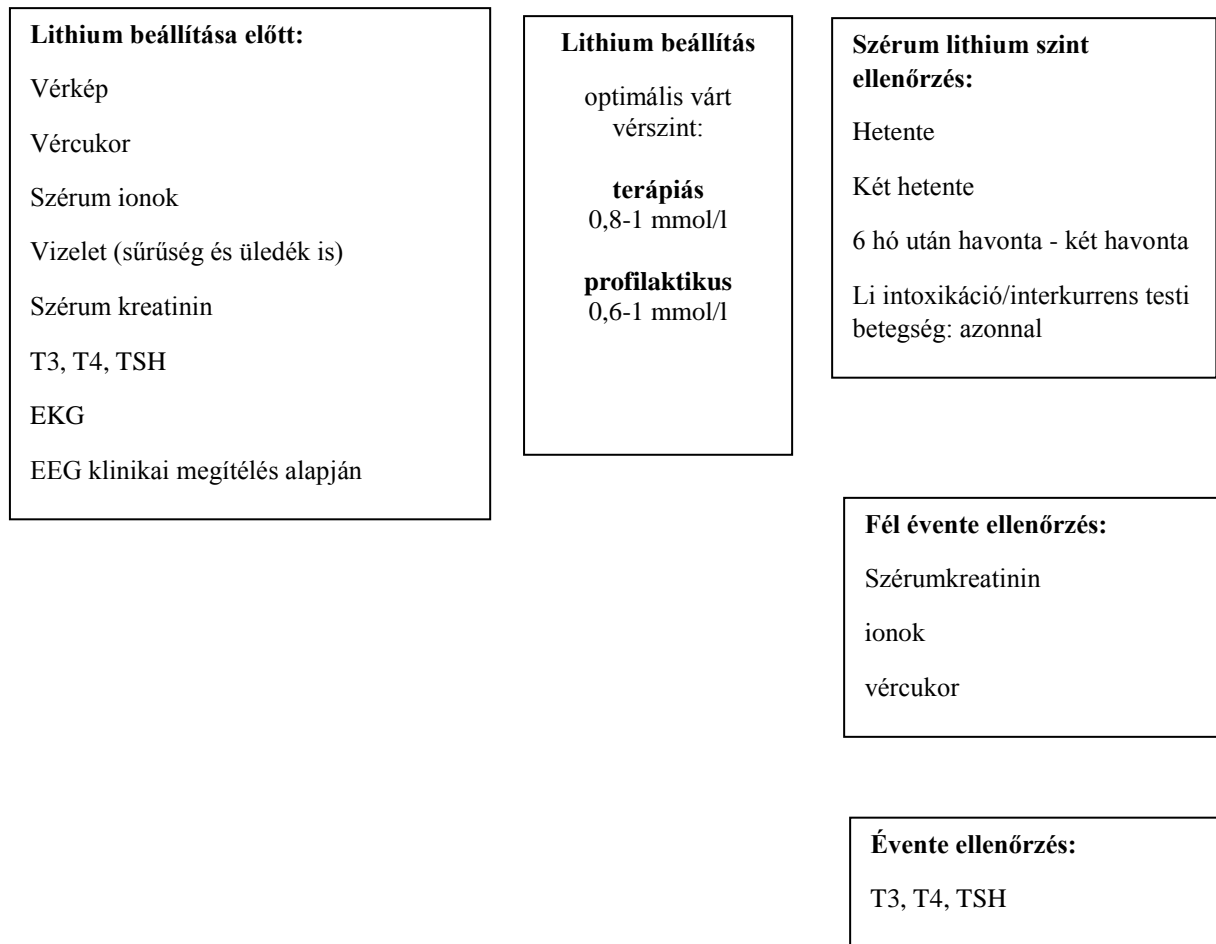 Lithium beállítása előtt:
Vérkép
Vércukor
Szérum ionok
Vizelet (sűrűség és üledék is)
Szérum kreatinin
T3, T4, TSH
EKG
EEG klinikai megítélés alapján
Lithium beállítás
optimális várt
vérszint:
terápiás
0,8-1 mmol/l
profilaktikus
0,6-1 mmol/l
Szérum lithium szint
ellenőrzés:
Hetente
Két hetente
6 hó után havonta - két havonta
Li intoxikáció/interkurrens testi
betegség: azonnal
Fél évente ellenőrzés:
Szérumkreatinin
ionok
vércukor
Évente ellenőrzés:
T3, T4, TSH